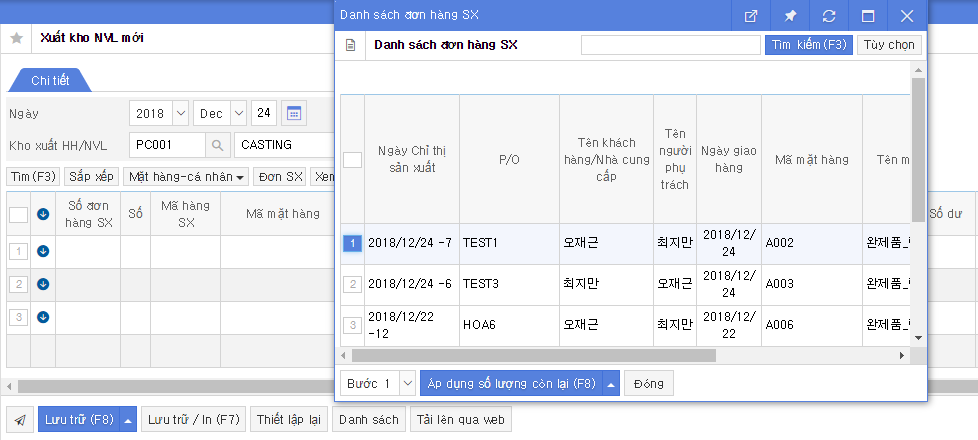 Danh sách đơn hàng SX
Xuất kho NVL mới
Danh sách đơn hàng SX
Tìm kiếm(F3)
Tùy chọn
Chi tiết
Ngày
2018
Dec
24
Kho xuất HH/NVL
PC001
CASTING
Tìm(F3)
Sắp xếp
Mặt hàng-cá nhân
Đơn SX
Xen
Số đơn
hàng SX
Số
Mã hàng
SX
Mã mặt hàng
Số dư
1
2
3
Ngày Chỉ thị
sản xuất
P/O
Tên khách
hàng/Nhà cung
cấp
Tên
người
phụ
trách
Ngày giao
hàng
Mã mặt hàng
Tên m
1
2018/12/24 -7
TEST1
오재근
최지만
2018/12/
24
A002
완제품_
2
2018/12/24 -6
TEST3
최지만
오재근
2018/12/
24
A003
완제품_
3
2018/12/22
-12
HOA6
오재근
최지만
2018/12/
22
A006
완제품_
Bước 1
Áp dụng số lượng còn lại (F8)
Đóng
Lưu trữ (F8)
Lưu trữ / In (F7)
Thiết lập lại
Danh sách
Tải lên qua web